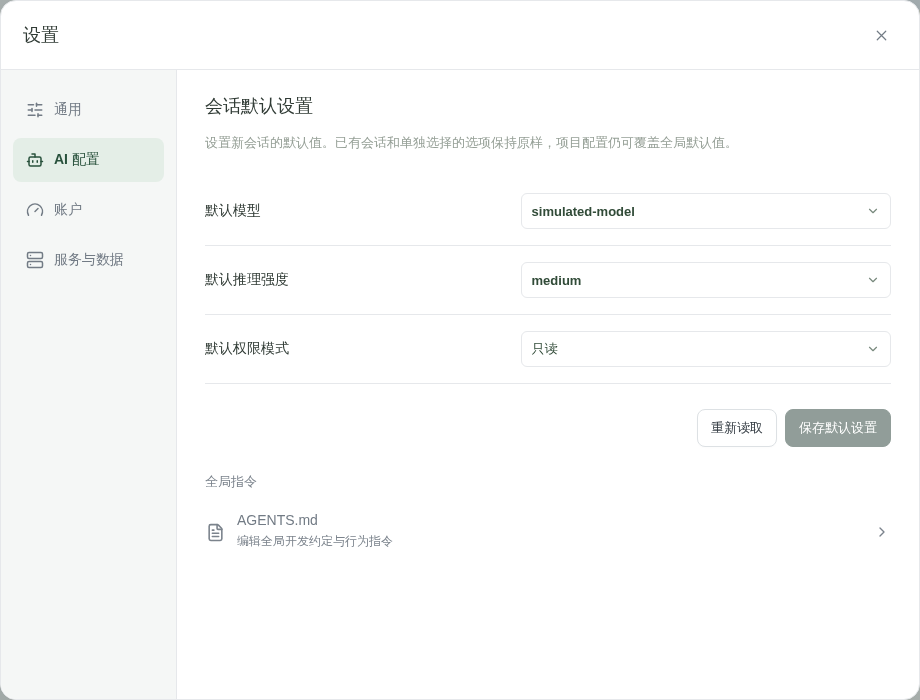 设置
通用
AI 配置
账户
服务与数据
会话默认设置
设置新会话的默认值。已有会话和单独选择的选项保持原样，项目配置仍可覆盖全局默认值。
默认模型
simulated-model
默认推理强度
medium
默认权限模式
只读
重新读取
保存默认设置
全局指令
AGENTS.md
编辑全局开发约定与行为指令